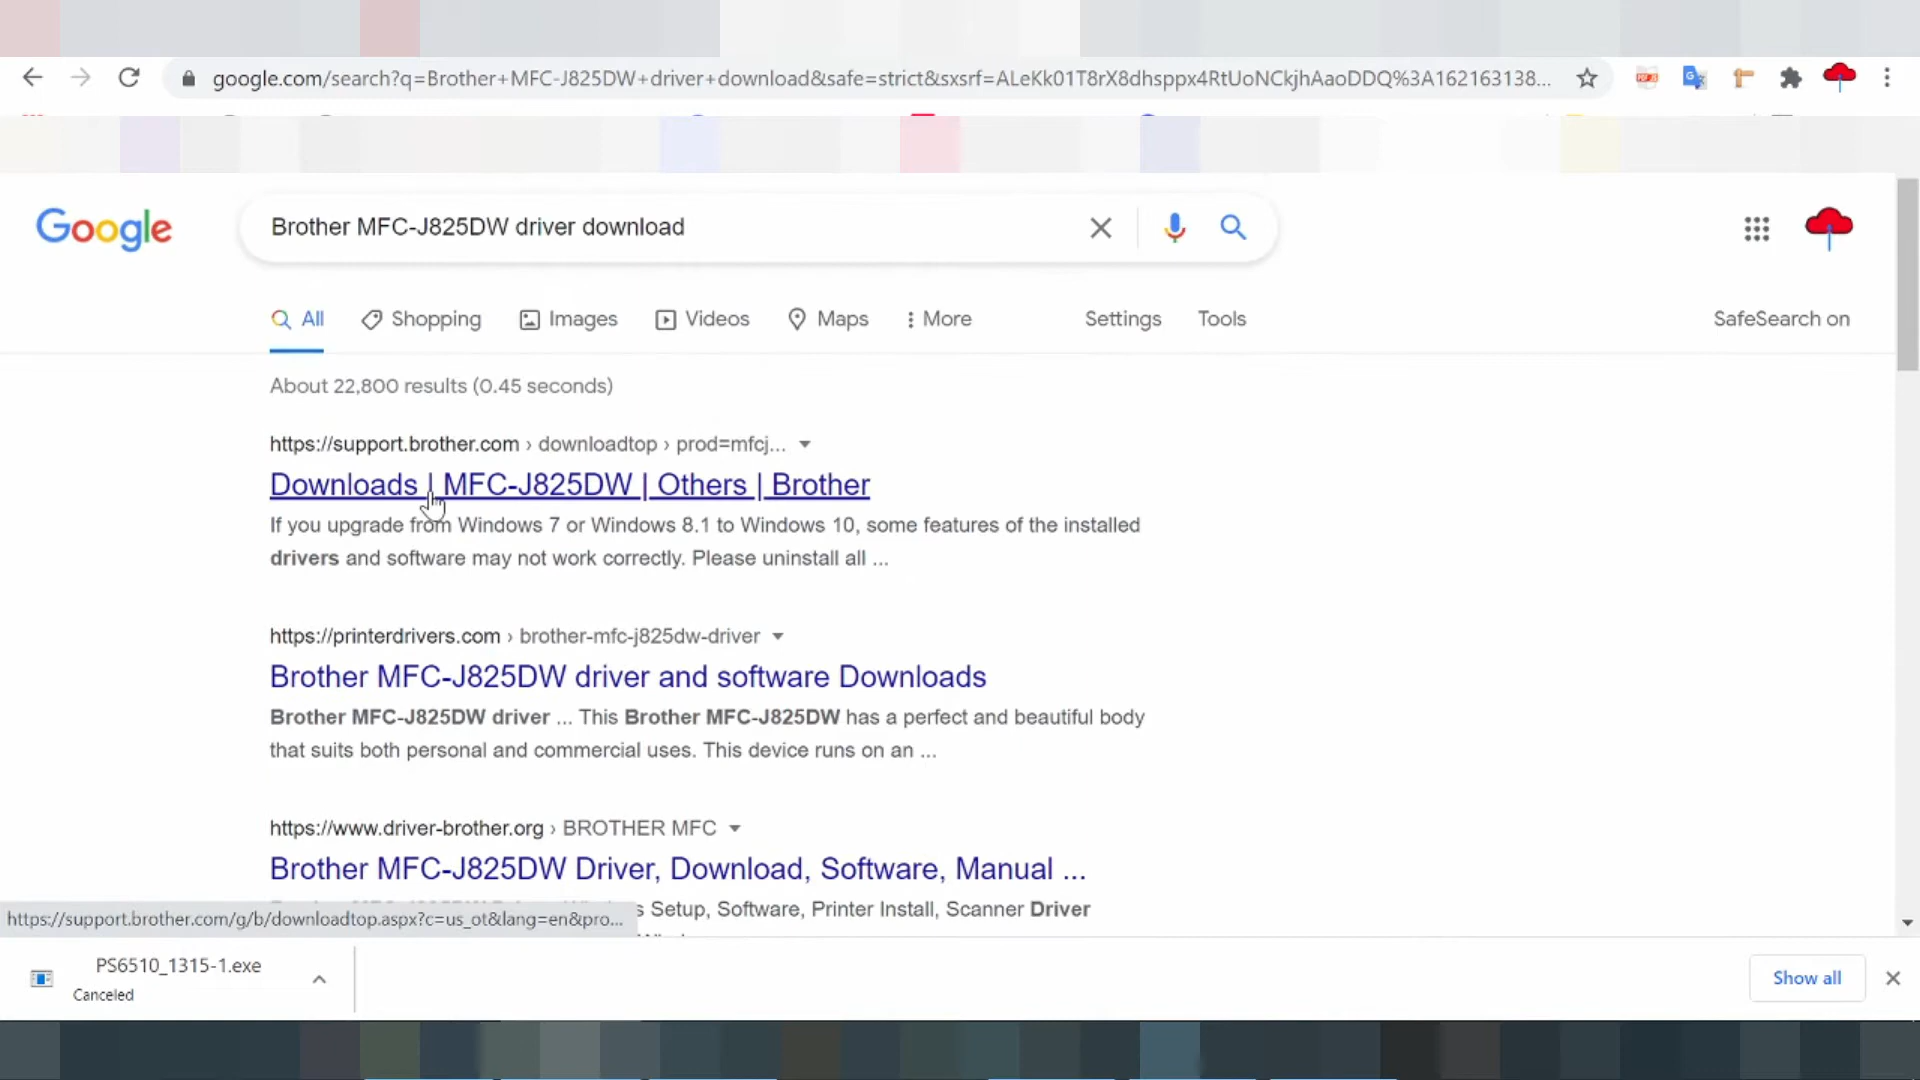 google.com/search?q=Brother+MFC-J825DW+driver+download&safe=strict&sxsrf=ALeKk01T8rX8dhsppx4RtUoNCkjhAaoDDQ%3A162163138...
Google
Brother MFC-J825DW driver download
All Shopping Images Videos Maps More Settings Tools SafeSearch on
About 22,800 results (0.45 seconds)
https://support.brother.com › downloadtop › prod=mfcj...
Downloads | MFC-J825DW | Others | Brother
If you upgrade from Windows 7 or Windows 8.1 to Windows 10, some features of the installed
drivers and software may not work correctly. Please uninstall all ...
https://printerdrivers.com › brother-mfc-j825dw-driver
Brother MFC-J825DW driver and software Downloads
Brother MFC-J825DW driver ... This Brother MFC-J825DW has a perfect and beautiful body
that suits both personal and commercial uses. This device runs on an ...
https://www.driver-brother.org › BROTHER MFC
Brother MFC-J825DW Driver, Download, Software, Manual ...
s Setup, Software, Printer Install, Scanner Driver
https://support.brother.com/g/b/downloadtop.aspx?c=us_ot&lang=en&pro...
PS6510_1315-1.exe
Canceled
Show all